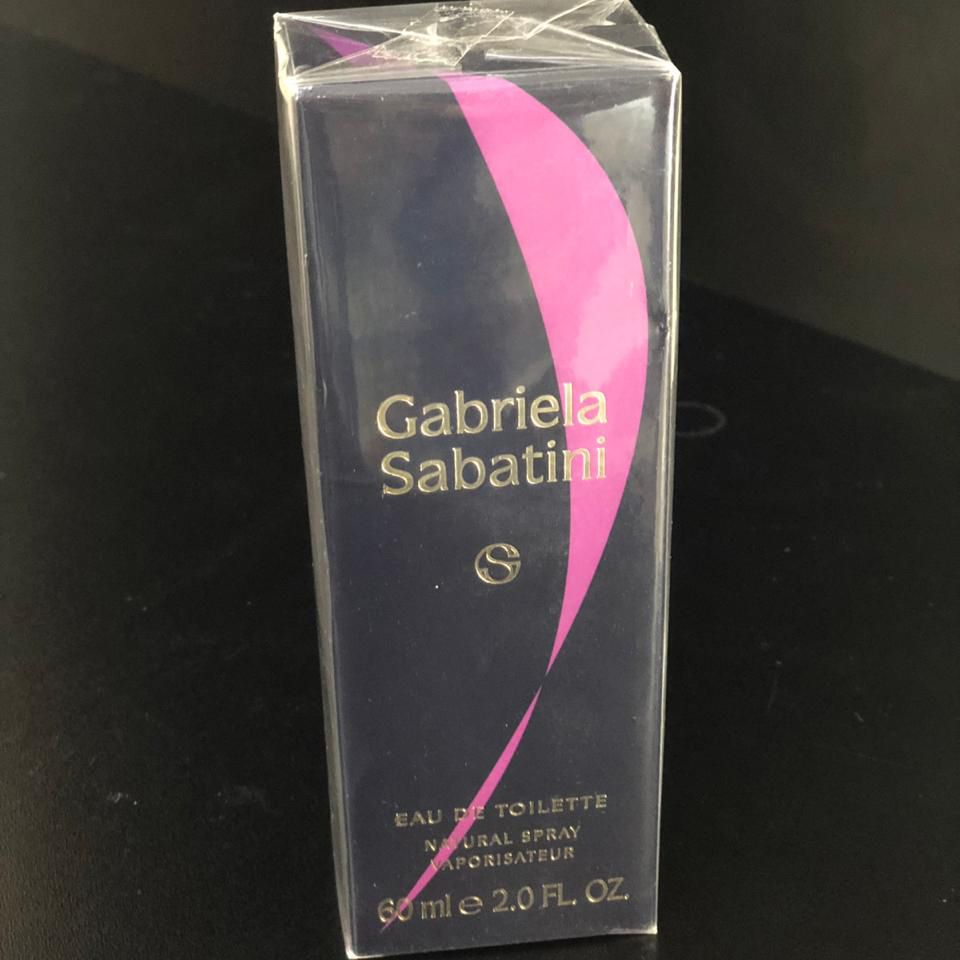 Gabriela
Sabatini
S
EAU DE TOILETTE
NATURAL SPRAY
VAPORISATEUR
60 ml e 2.0 FL. OZ.